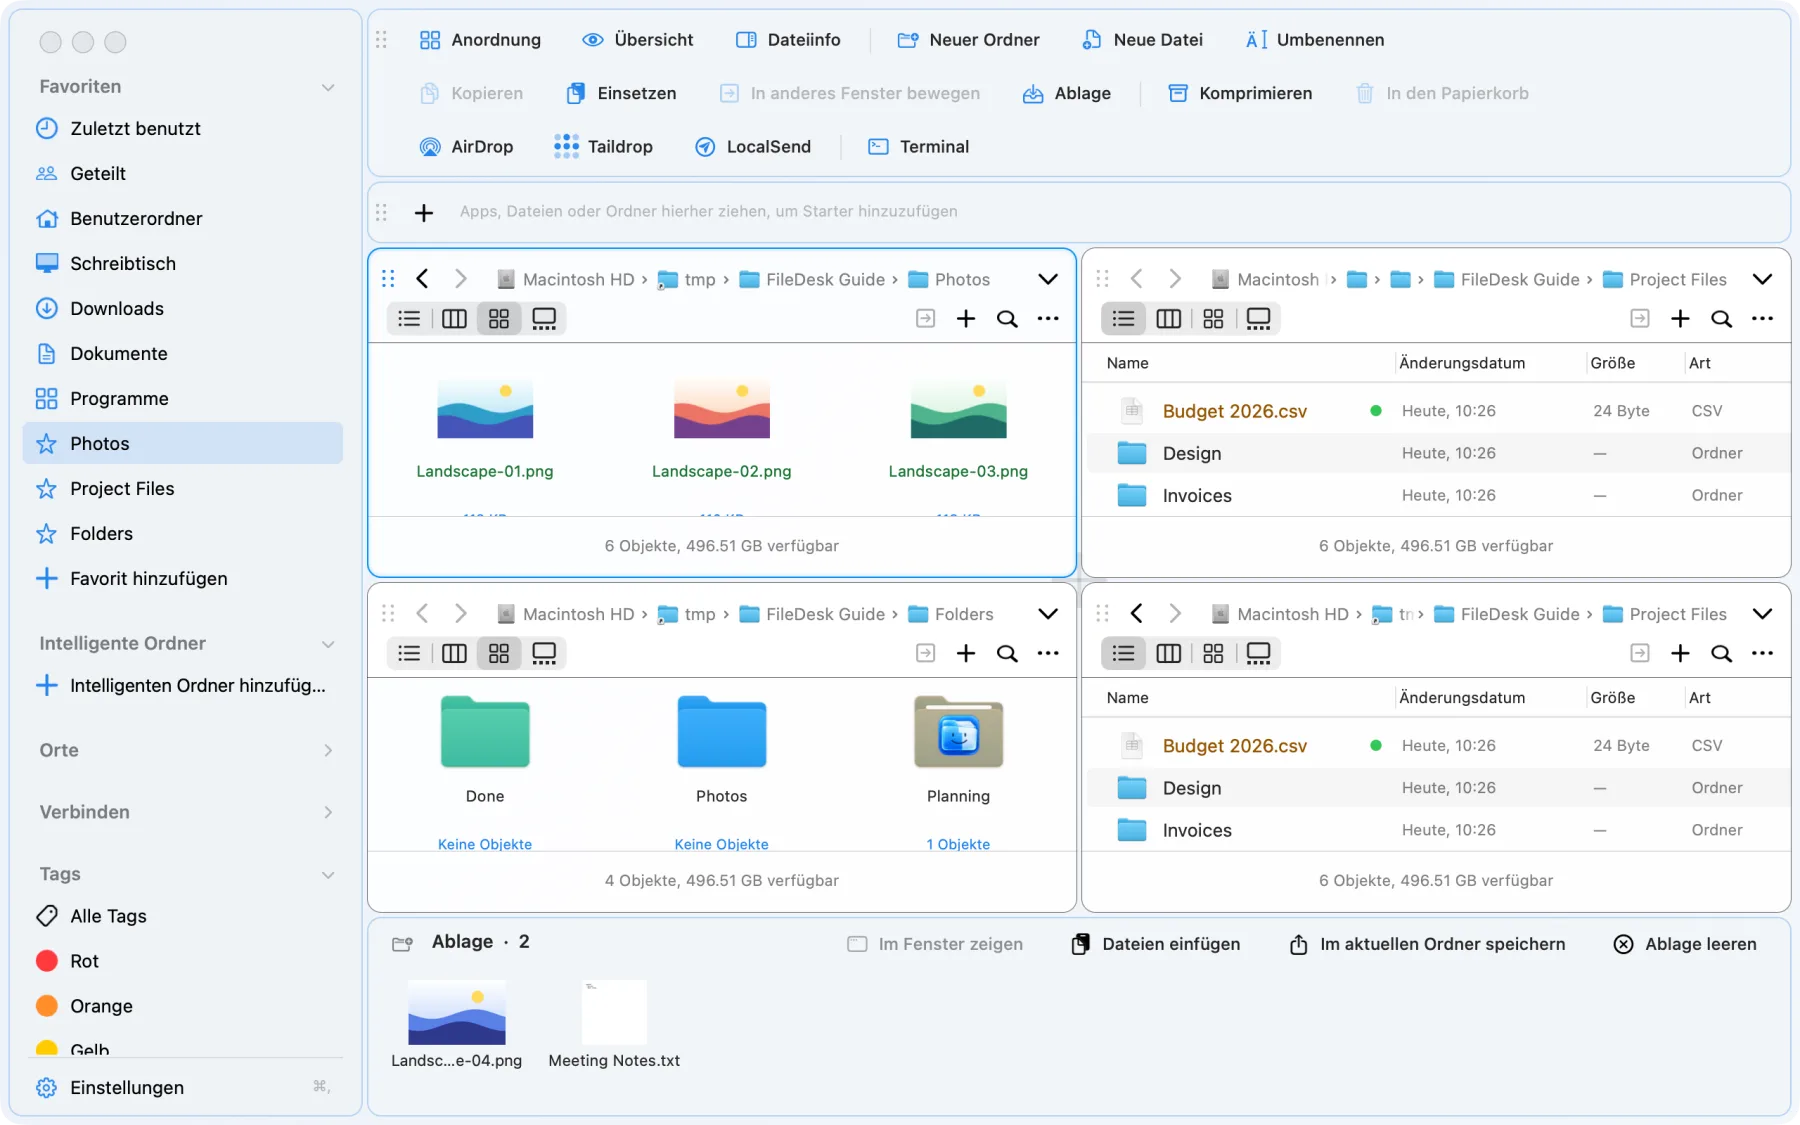 Favoriten
Zuletzt benutzt
Geteilt
Benutzerordner
Schreibtisch
Downloads
Dokumente
Programme
Photos
Project Files
Folders
Favorit hinzufügen
Intelligente Ordner
Intelligenten Ordner hinzufüg...
Orte
Verbinden
Tags
Alle Tags
Rot
Orange
Gelb
Einstellungen ⌘,
Anordnung Übersicht Dateiinfo Neuer Ordner Neue Datei Umbenennen
Kopieren Einsetzen In anderes Fenster bewegen Ablage Komprimieren In den Papierkorb
AirDrop Taildrop LocalSend Terminal
Apps, Dateien oder Ordner hierher ziehen, um Starter hinzuzufügen
Macintosh HD › tmp › FileDesk Guide › Photos
Landscape-01.png Landscape-02.png Landscape-03.png
6 Objekte, 496.51 GB verfügbar
Macintosh › › › FileDesk Guide › Project Files
Name Änderungsdatum Größe Art
Budget 2026.csv Heute, 10:26 24 Byte CSV
Design Heute, 10:26 — Ordner
Invoices Heute, 10:26 — Ordner
6 Objekte, 496.51 GB verfügbar
Macintosh HD › tmp › FileDesk Guide › Folders
Done Photos Planning
Keine Objekte Keine Objekte 1 Objekte
4 Objekte, 496.51 GB verfügbar
Macintosh HD › › FileDesk Guide › Project Files
Name Änderungsdatum Größe Art
Budget 2026.csv Heute, 10:26 24 Byte CSV
Design Heute, 10:26 — Ordner
Invoices Heute, 10:26 — Ordner
6 Objekte, 496.51 GB verfügbar
Ablage · 2 Im Fenster zeigen Dateien einfügen Im aktuellen Ordner speichern Ablage leeren
Landsc...e-04.png Meeting Notes.txt